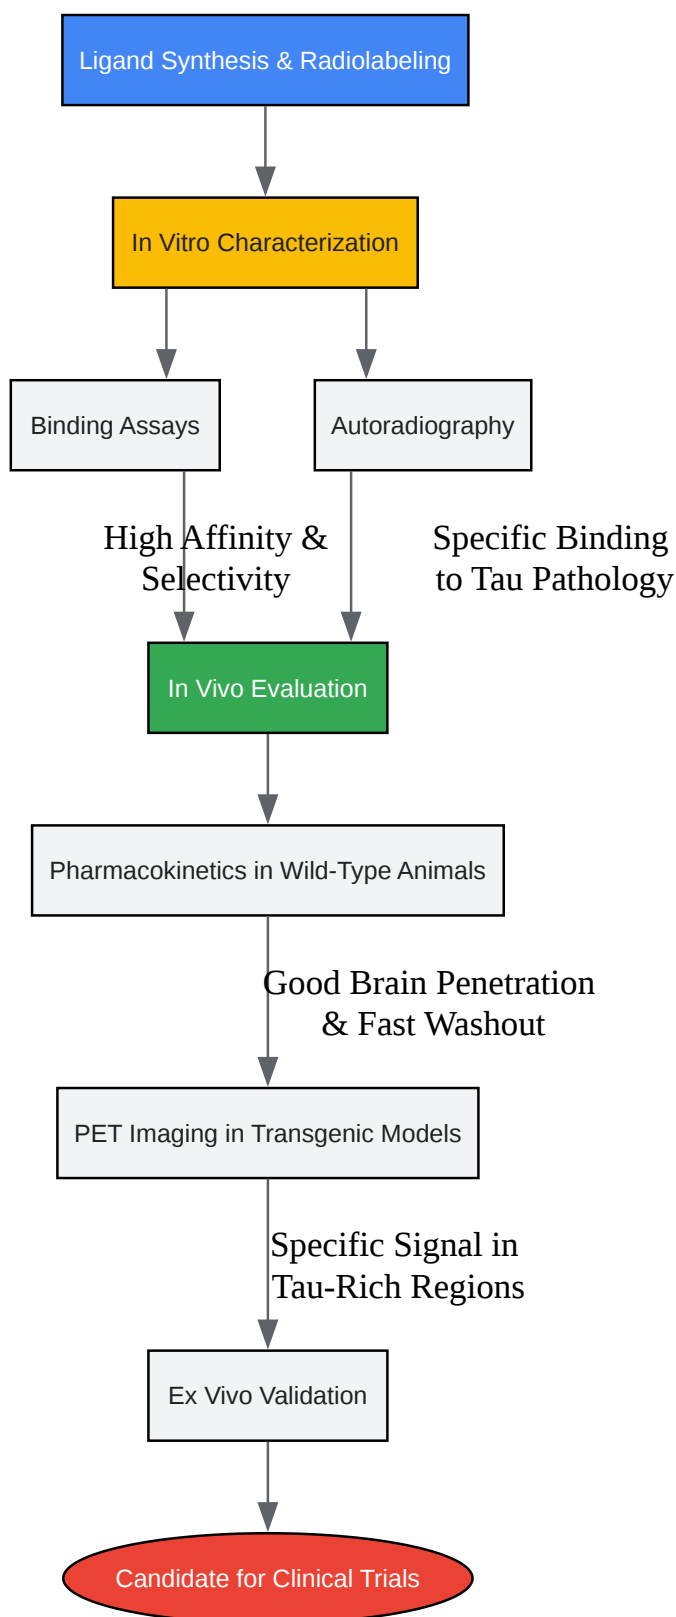 Ligand Synthesis & Radiolabeling
In Vitro Characterization
Binding Assays
Autoradiography
High Affinity &
Selectivity
Specific Binding
to Tau Pathology
In Vivo Evaluation
Pharmacokinetics in Wild-Type Animals
Good Brain Penetration
& Fast Washout
PET Imaging in Transgenic Models
Specific Signal in
Tau-Rich Regions
Ex Vivo Validation
Candidate for Clinical Trials